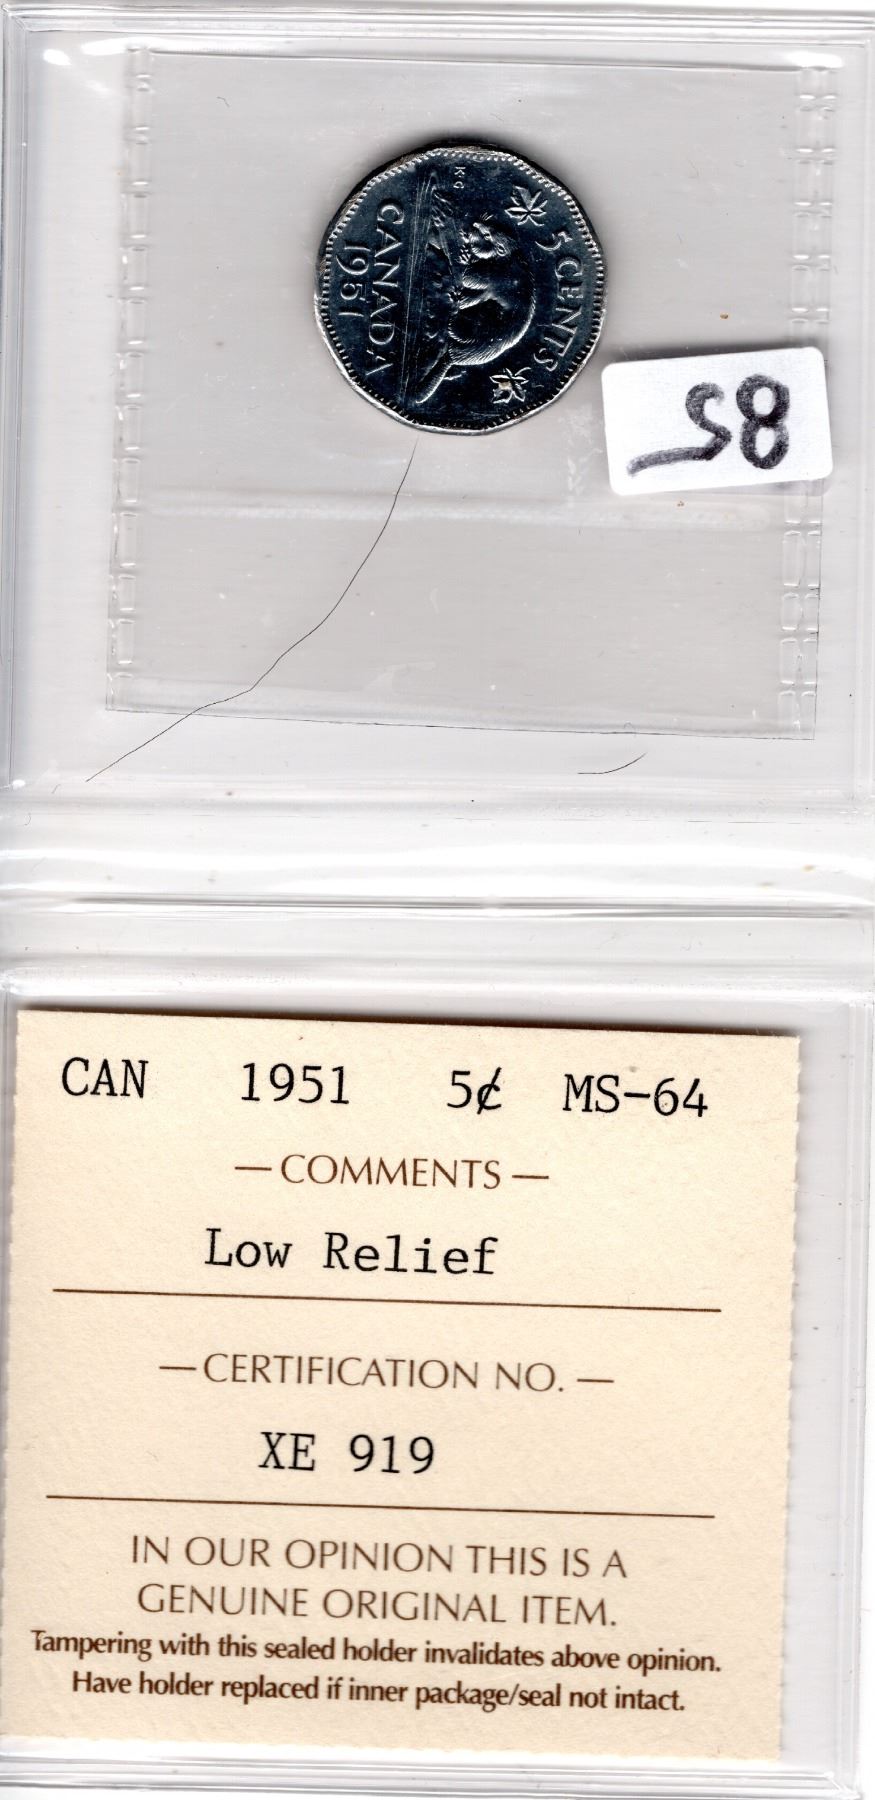 5 CENTS
KG
CANADA
1951
85
CAN 1951 5¢ MS-64
— COMMENTS —
Low Relief
— CERTIFICATION NO. —
XE 919
IN OUR OPINION THIS IS A
GENUINE ORIGINAL ITEM.
Tampering with this sealed holder invalidates above opinion.
Have holder replaced if inner package/seal not intact.